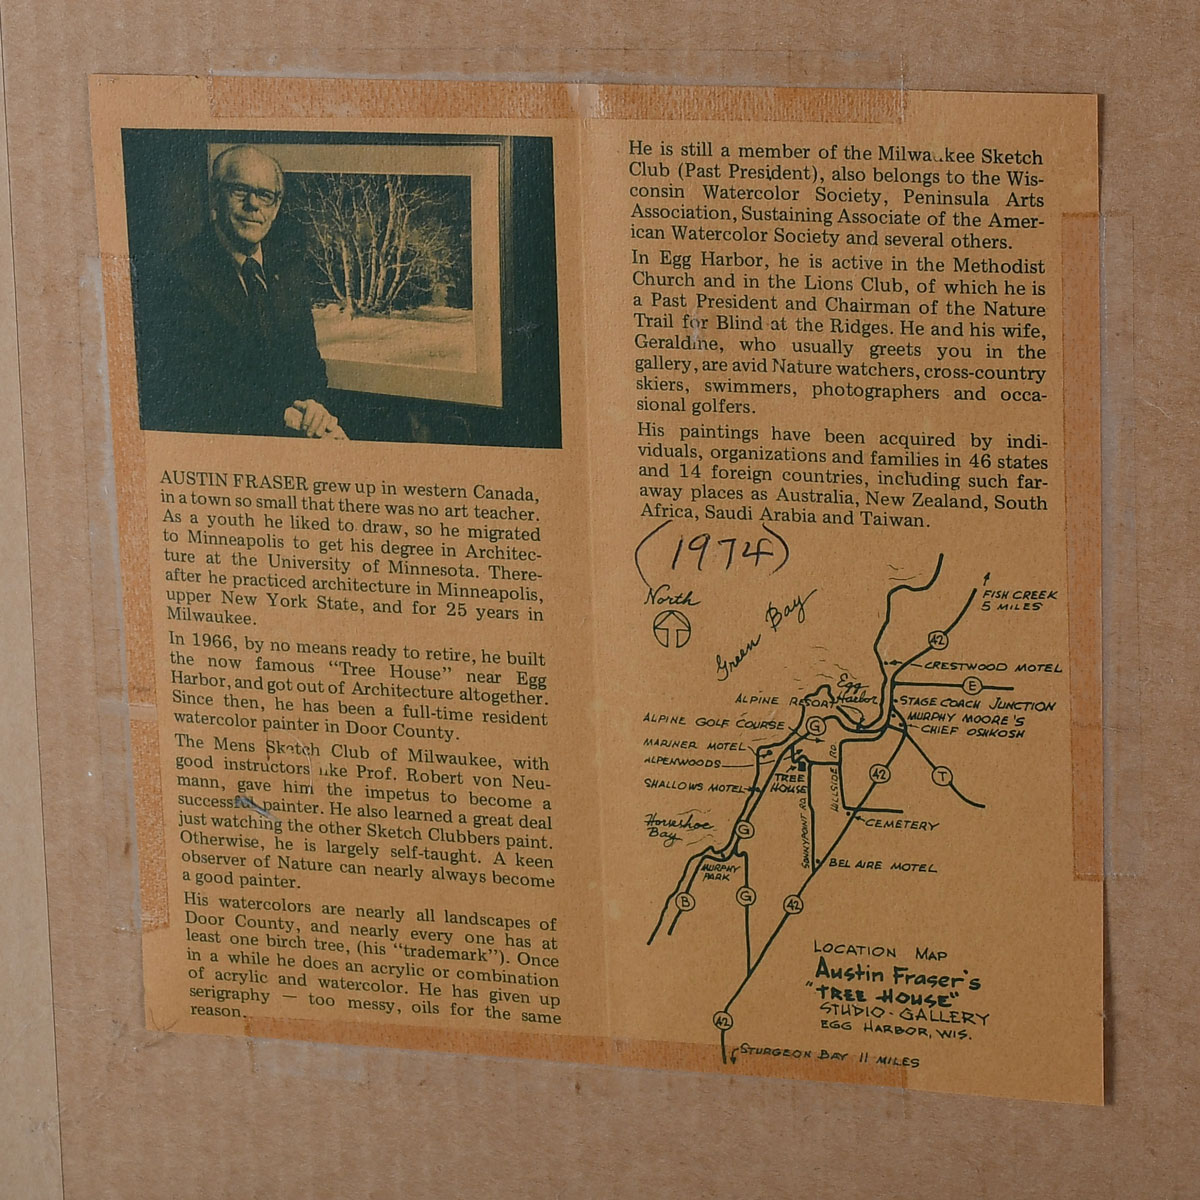 AUSTIN FRASER grew up in western Canada,
in a town so small that there was no art teacher.
As a youth he liked to draw, so he migrated
to Minneapolis to get his degree in Architec-
ture at the University of Minnesota. There-
after he practiced architecture in Minneapolis,
upper New York State, and for 25 years in
Milwaukee.
In 1966, by no means ready to retire, he built
the now famous "Tree House" near Egg
Harbor, and got out of Architecture altogether.
Since then, he has been a full-time resident
watercolor painter in Door County.
The Mens Sketch Club of Milwaukee, with
good instructors like Prof. Robert von Neu-
mann, gave him the impetus to become a
successful painter. He also learned a great deal
just watching the other Sketch Clubbers paint.
Otherwise, he is largely self-taught. A keen
observer of Nature can nearly always become
a good painter.
His watercolors are nearly all landscapes of
Door County, and nearly every one has at
least one birch tree, (his "trademark"). Once
in a while he does an acrylic or combination
of acrylic and watercolor. He has given up
serigraphy — too messy, oils for the same
reason.
He is still a member of the Milwaukee Sketch
Club (Past President), also belongs to the Wis-
consin Watercolor Society, Peninsula Arts
Association, Sustaining Associate of the Amer-
ican Watercolor Society and several others.
In Egg Harbor, he is active in the Methodist
Church and in the Lions Club, of which he is
a Past President and Chairman of the Nature
Trail for Blind at the Ridges. He and his wife,
Geraldine, who usually greets you in the
gallery, are avid Nature watchers, cross-country
skiers, swimmers, photographers and occa-
sional golfers.
His paintings have been acquired by indi-
viduals, organizations and families in 46 states
and 14 foreign countries, including such far-
away places as Australia, New Zealand, South
Africa, Saudi Arabia and Taiwan.
(1974)
North
Green Bay
FISH CREEK
5 MILES
42
CRESTWOOD MOTEL
E
Egg
Harbor
ALPINE RESORT
STAGE COACH JUNCTION
MURPHY MOORE'S
CHIEF OSHKOSH
ALPINE GOLF COURSE
G
MARINER MOTEL
ALPENWOODS
TREE
HOUSE
HILLSIDE RD
42
T
SHALLOWS MOTEL
SUNNYPOINT RD
Horseshoe
Bay
G
CEMETERY
MURPHY
PARK
BEL AIRE MOTEL
B
G
42
LOCATION MAP
Austin Fraser's
"TREE HOUSE"
STUDIO-GALLERY
EGG HARBOR, WIS.
42
STURGEON BAY 11 MILES